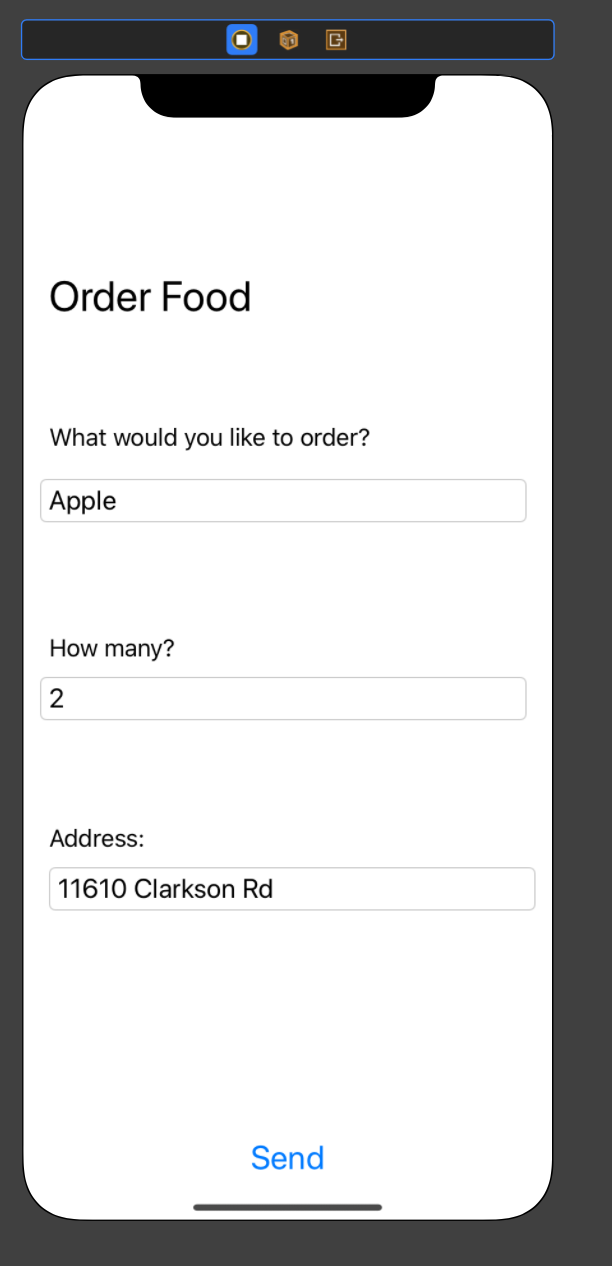 Order Food
What would you like to order?
Apple
How many?
2
Address:
11610 Clarkson Rd
Send